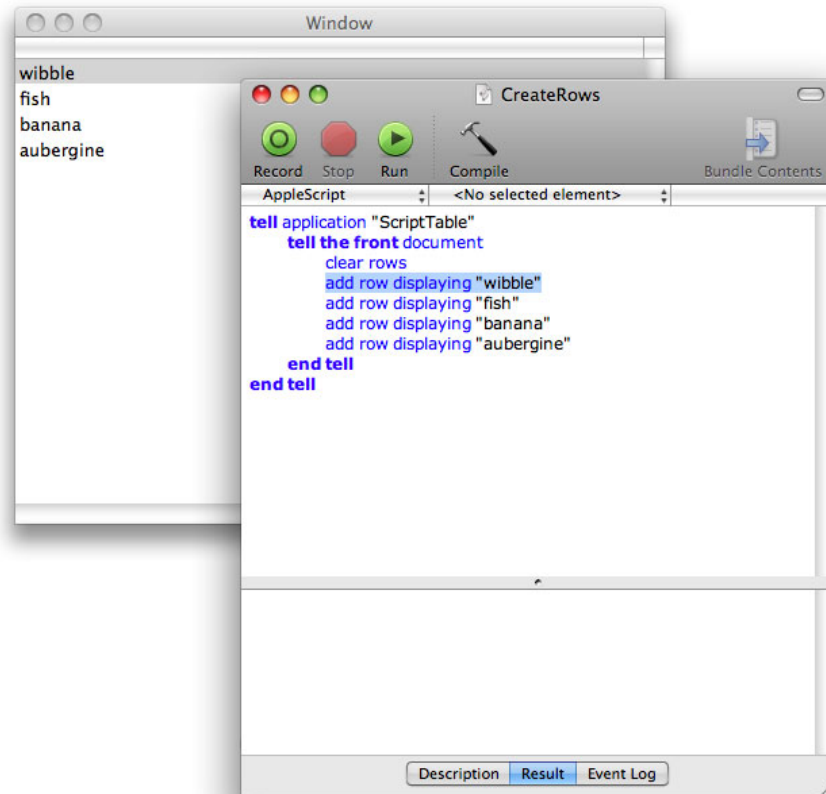 Window
wibble
fish
banana
aubergine
CreateRows
Record Stop Run Compile Bundle Contents
AppleScript <No selected element>
tell application "ScriptTable"
tell the front document
clear rows
add row displaying "wibble"
add row displaying "fish"
add row displaying "banana"
add row displaying "aubergine"
end tell
end tell
Description Result Event Log